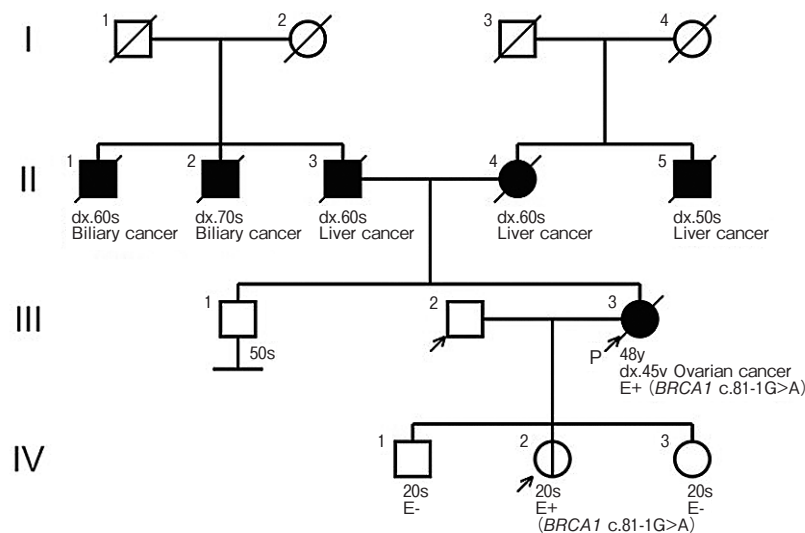 I
1
2
3
4
II
1
2
3
4
5
dx.60s
Biliary cancer
dx.70s
Biliary cancer
dx.60s
Liver cancer
dx.60s
Liver cancer
dx.50s
Liver cancer
III
1
50s
2
3
P
48y
dx.45y Ovarian cancer
E+ (BRCA1 c.81-1G>A)
IV
1
2
3
20s
E-
20s
E+
(BRCA1 c.81-1G>A)
20s
E-